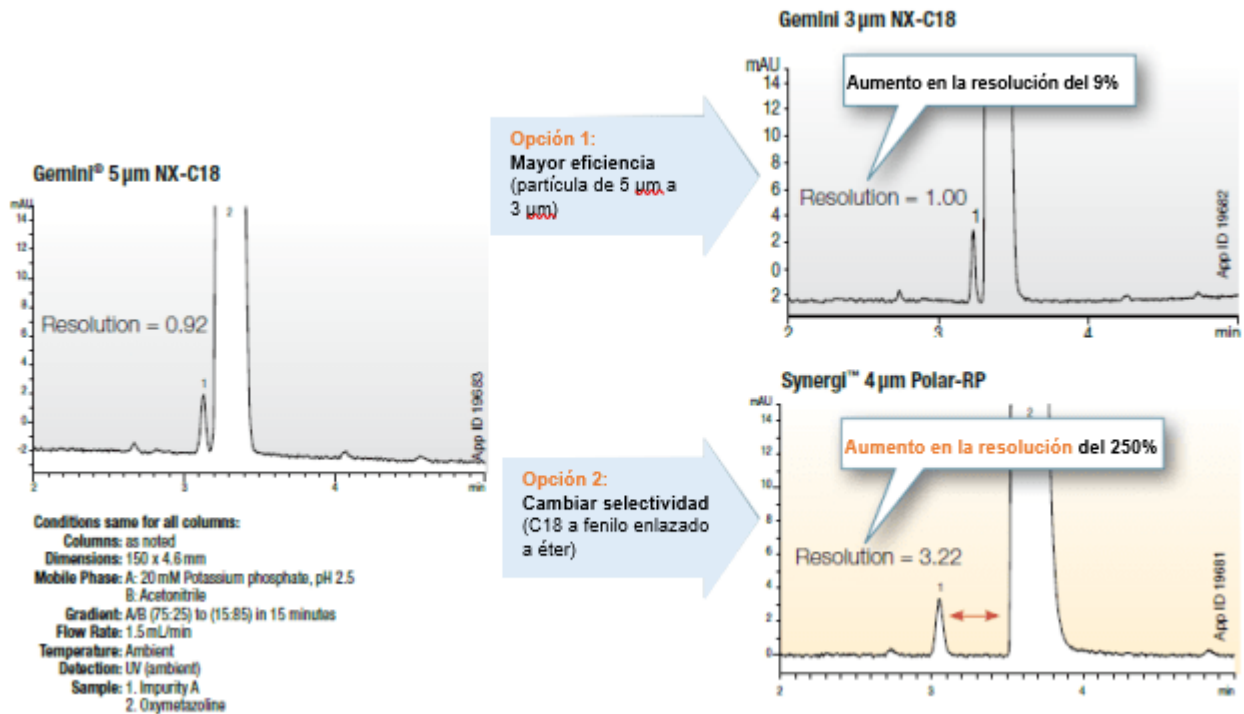 Gemini® 5 µm NX-C18
mAU
14
12
10
8
6
4
2
0
-2
2
3
4
min
Resolution = 0.92
1
2
App ID 19683
Conditions same for all columns:
Columns: as noted
Dimensions: 150 x 4.6 mm
Mobile Phase: A: 20 mM Potassium phosphate, pH 2.5
B: Acetonitrile
Gradient: A/B (75:25) to (15:85) in 15 minutes
Flow Rate: 1.5 mL/min
Temperature: Ambient
Detection: UV (ambient)
Sample: 1. Impurity A
2. Oxymetazoline
Opción 1:
Mayor eficiencia
(partícula de 5 µm a
3 µm)
Gemini 3 µm NX-C18
mAU
14
12
10
8
6
4
2
0
2
2
3
4
min
Aumento en la resolución del 9%
Resolution = 1.00
1
App ID 19682
Opción 2:
Cambiar selectividad
(C18 a fenilo enlazado
a éter)
Synergi™ 4 µm Polar-RP
mAU
14
12
10
8
6
4
2
0
2
3
4
min
2
Aumento en la resolución del 250%
Resolution = 3.22
1
App ID 19681